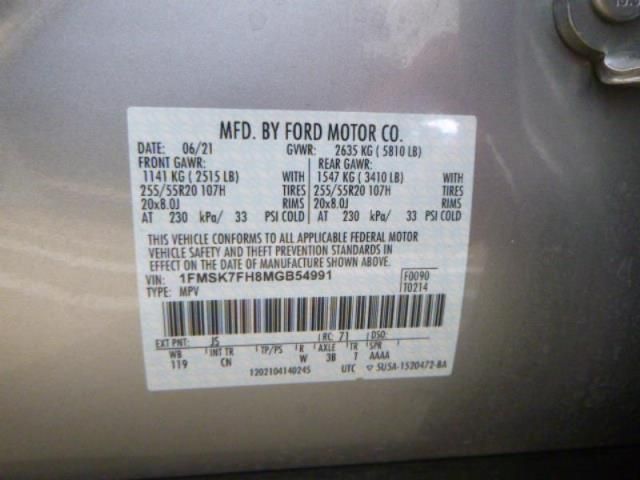 MFD. BY FORD MOTOR CO.
DATE: 06/21 GVWR: 2635 KG ( 5810 LB)
FRONT GAWR: REAR GAWR:
1141 KG ( 2515 LB) WITH 1547 KG ( 3410 LB) WITH
255/55R20 107H TIRES 255/55R20 107H TIRES
20x8.0J RIMS 20x8.0J RIMS
AT 230 kPa/ 33 PSI COLD AT 230 kPa/ 33 PSI COLD
THIS VEHICLE CONFORMS TO ALL APPLICABLE FEDERAL MOTOR
VEHICLE SAFETY AND THEFT PREVENTION STANDARDS IN
EFFECT ON THE DATE OF MANUFACTURE SHOWN ABOVE.
VIN: 1FMSK7FH8MGB54991 F0090
TYPE: MPV T0214
EXT PNT: JS RC: 71 DSO:
WB INT TR TP/PS R AXLE TR SPR
119 CN W 3B 7 AAAA
1202104140245 UTC ▽ 5U5A-1520472-BA